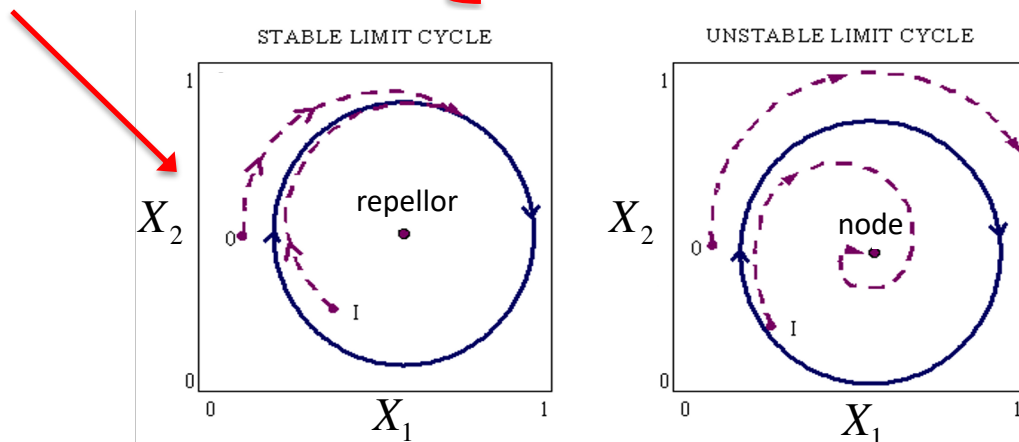 STABLE LIMIT CYCLE
1
repellor
X₂
0
I
0
0
X₁
1
UNSTABLE LIMIT CYCLE
1
node
X₂
0
I
0
0
X₁
1